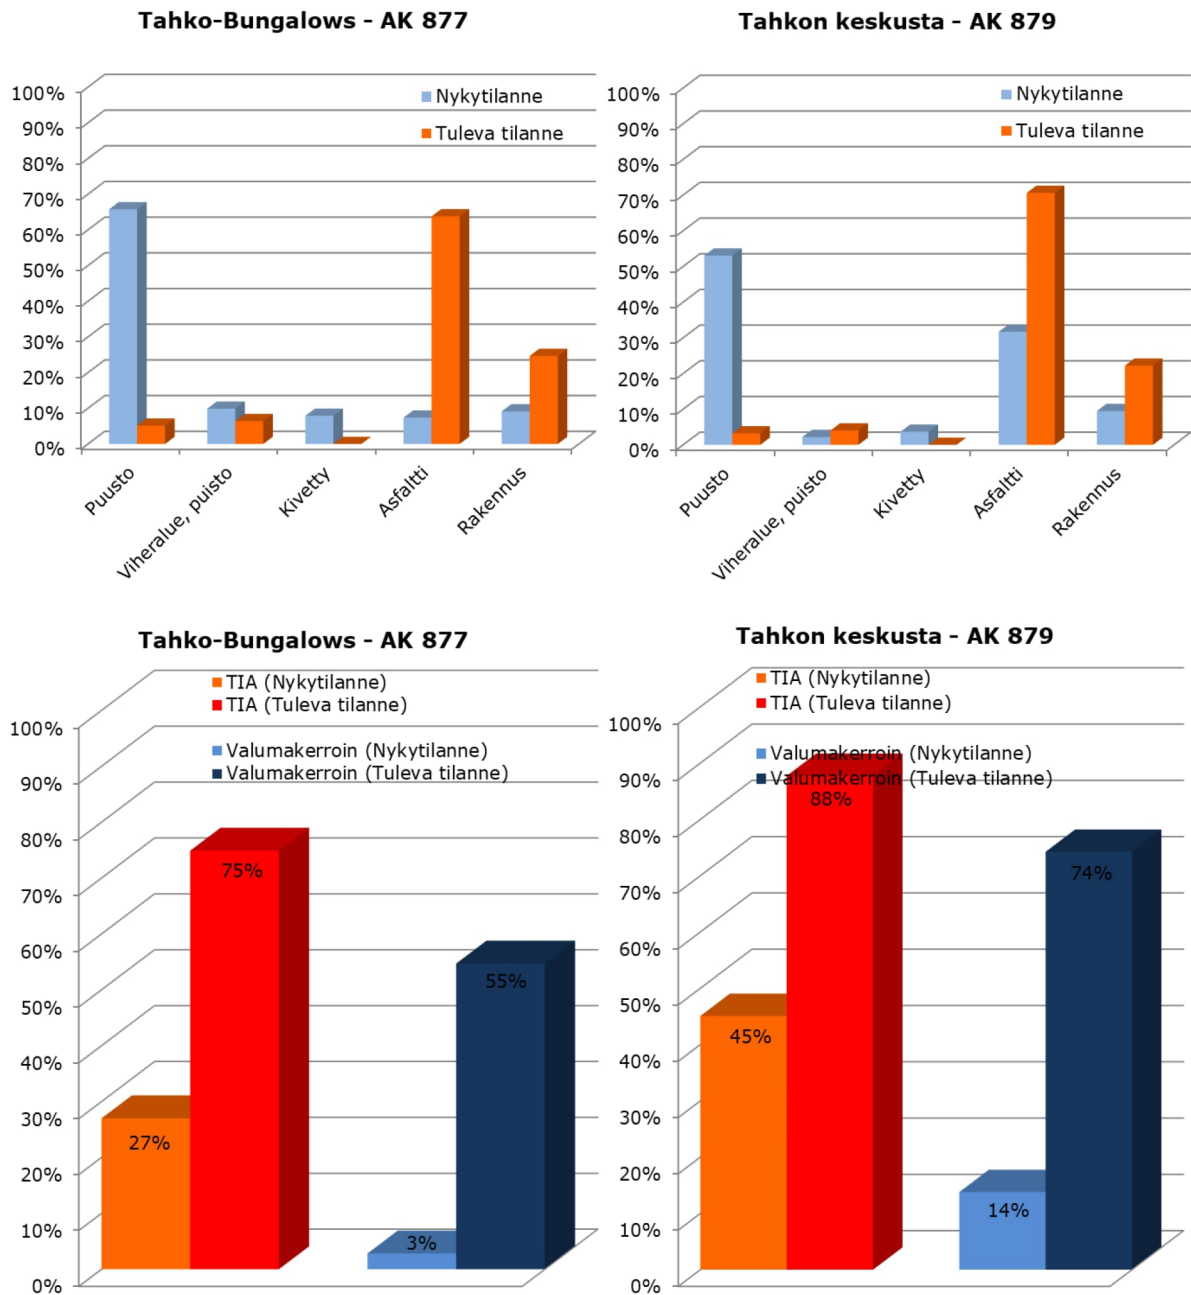 Tahko-Bungalows - AK 877
Nykytilanne
Tuleva tilanne
100%
90%
80%
70%
60%
50%
40%
30%
20%
10%
0%
Puusto
Viheralue, puisto
Kivetty
Asfaltti
Rakennus
Tahkon keskusta - AK 879
Nykytilanne
Tuleva tilanne
100%
90%
80%
70%
60%
50%
40%
30%
20%
10%
0%
Puusto
Viheralue, puisto
Kivetty
Asfaltti
Rakennus
Tahko-Bungalows - AK 877
TIA (Nykytilanne)
TIA (Tuleva tilanne)
Valumakerroin (Nykytilanne)
Valumakerroin (Tuleva tilanne)
100%
90%
80%
70%
60%
50%
40%
30%
20%
10%
0%
27%
75%
3%
55%
Tahkon keskusta - AK 879
TIA (Nykytilanne)
TIA (Tuleva tilanne)
Valumakerroin (Nykytilanne)
Valumakerroin (Tuleva tilanne)
100%
90%
80%
70%
60%
50%
40%
30%
20%
10%
0%
45%
88%
14%
74%